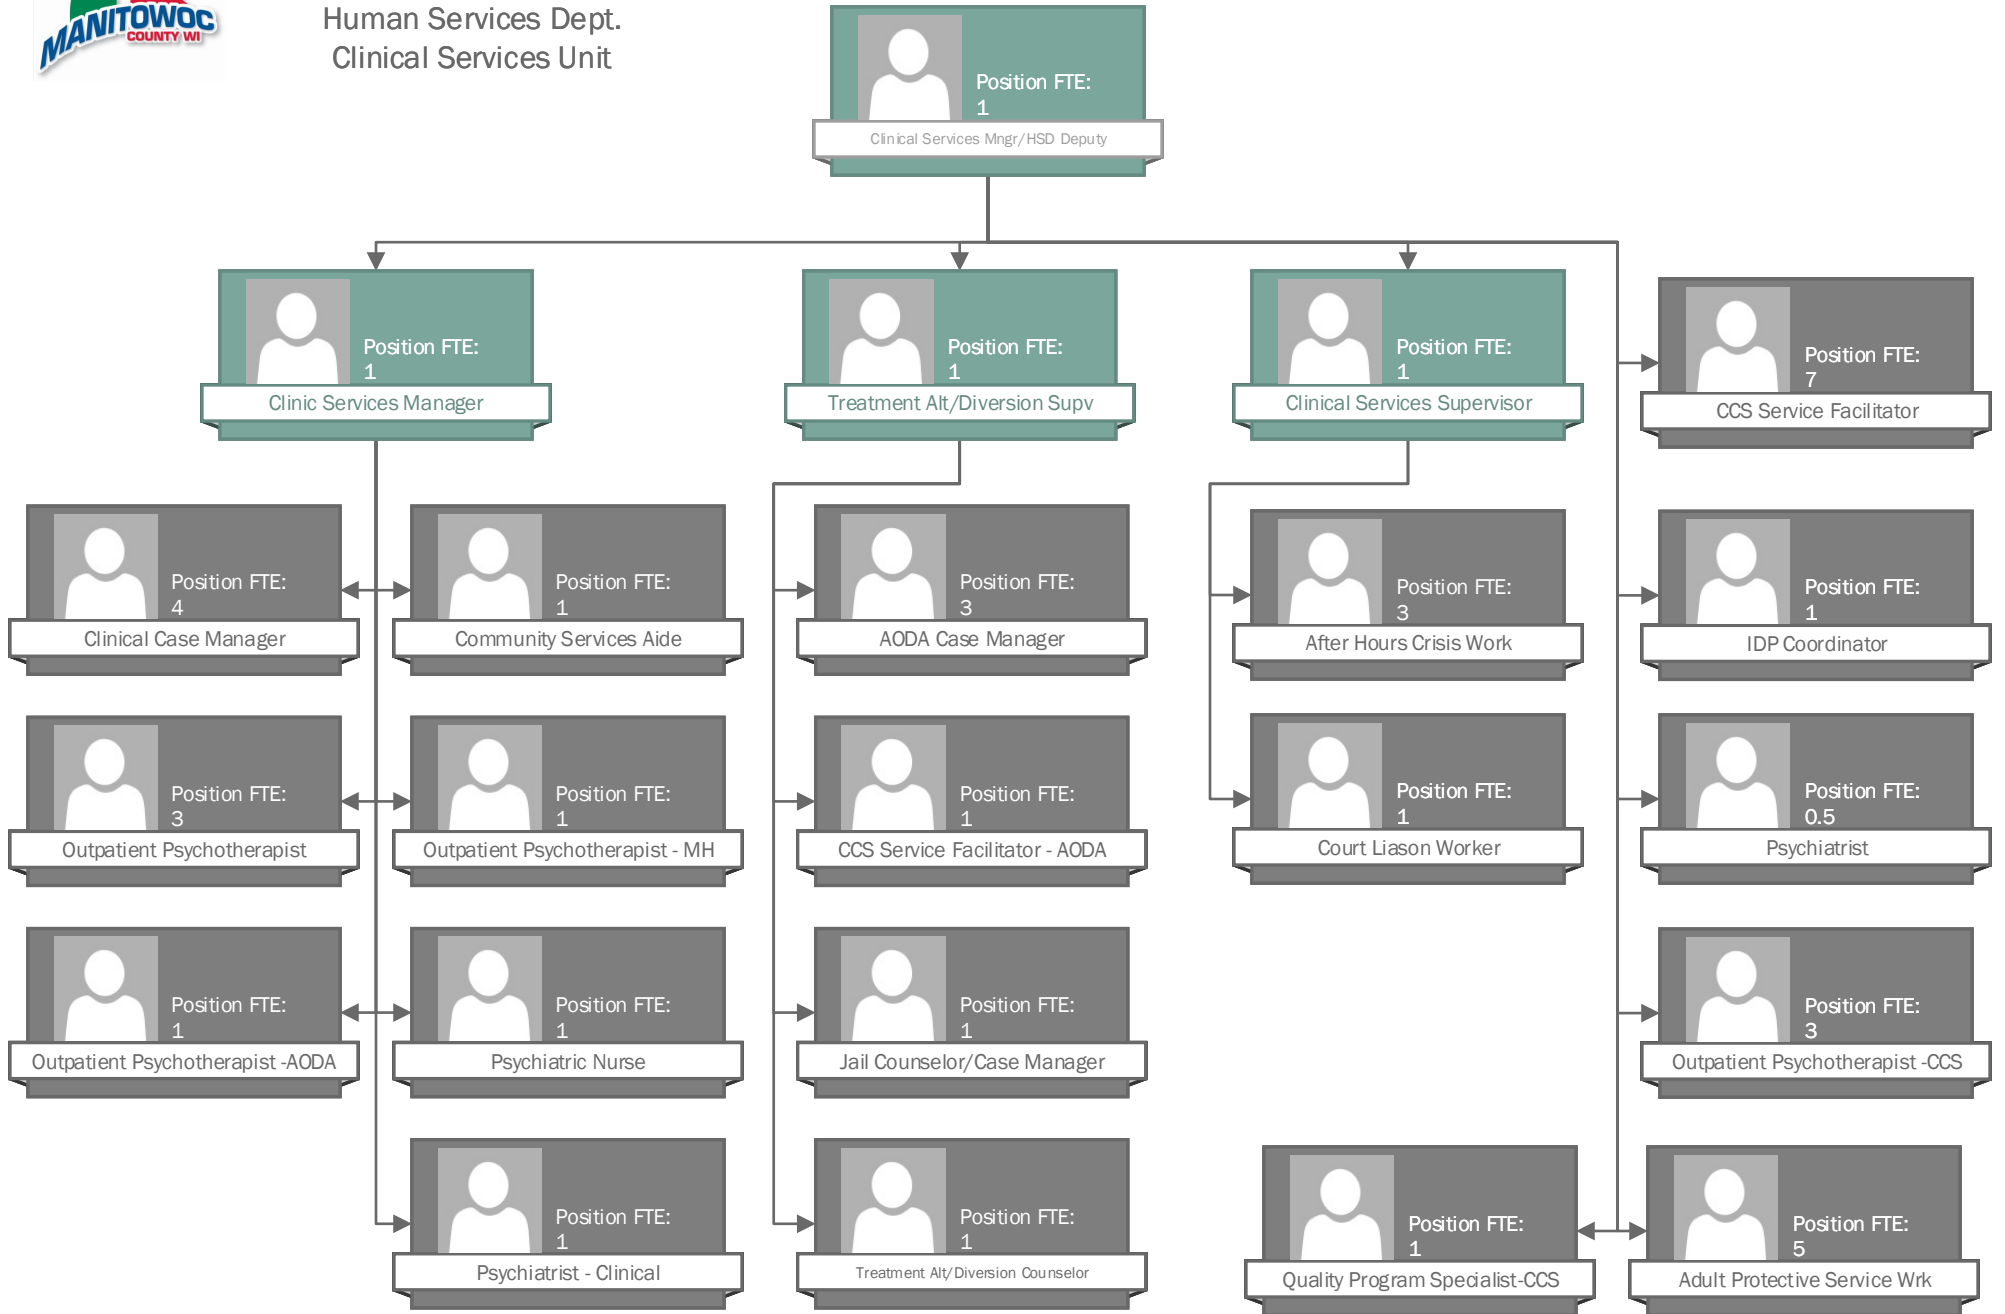 MANITOWOC
COUNTY WI
Human Services Dept.
Clinical Services Unit
Position FTE:
1
Clinical Services Mngr/HSD Deputy
Position FTE:
1
Clinic Services Manager
Position FTE:
1
Treatment Alt/Diversion Supv
Position FTE:
1
Clinical Services Supervisor
Position FTE:
7
CCS Service Facilitator
Position FTE:
4
Clinical Case Manager
Position FTE:
1
Community Services Aide
Position FTE:
3
AODA Case Manager
Position FTE:
3
After Hours Crisis Work
Position FTE:
1
IDP Coordinator
Position FTE:
3
Outpatient Psychotherapist
Position FTE:
1
Outpatient Psychotherapist - MH
Position FTE:
1
CCS Service Facilitator - AODA
Position FTE:
1
Court Liason Worker
Position FTE:
0.5
Psychiatrist
Position FTE:
1
Outpatient Psychotherapist -AODA
Position FTE:
1
Psychiatric Nurse
Position FTE:
1
Jail Counselor/Case Manager
Position FTE:
3
Outpatient Psychotherapist -CCS
Position FTE:
1
Psychiatrist - Clinical
Position FTE:
1
Treatment Alt/Diversion Counselor
Position FTE:
1
Quality Program Specialist-CCS
Position FTE:
5
Adult Protective Service Wrk